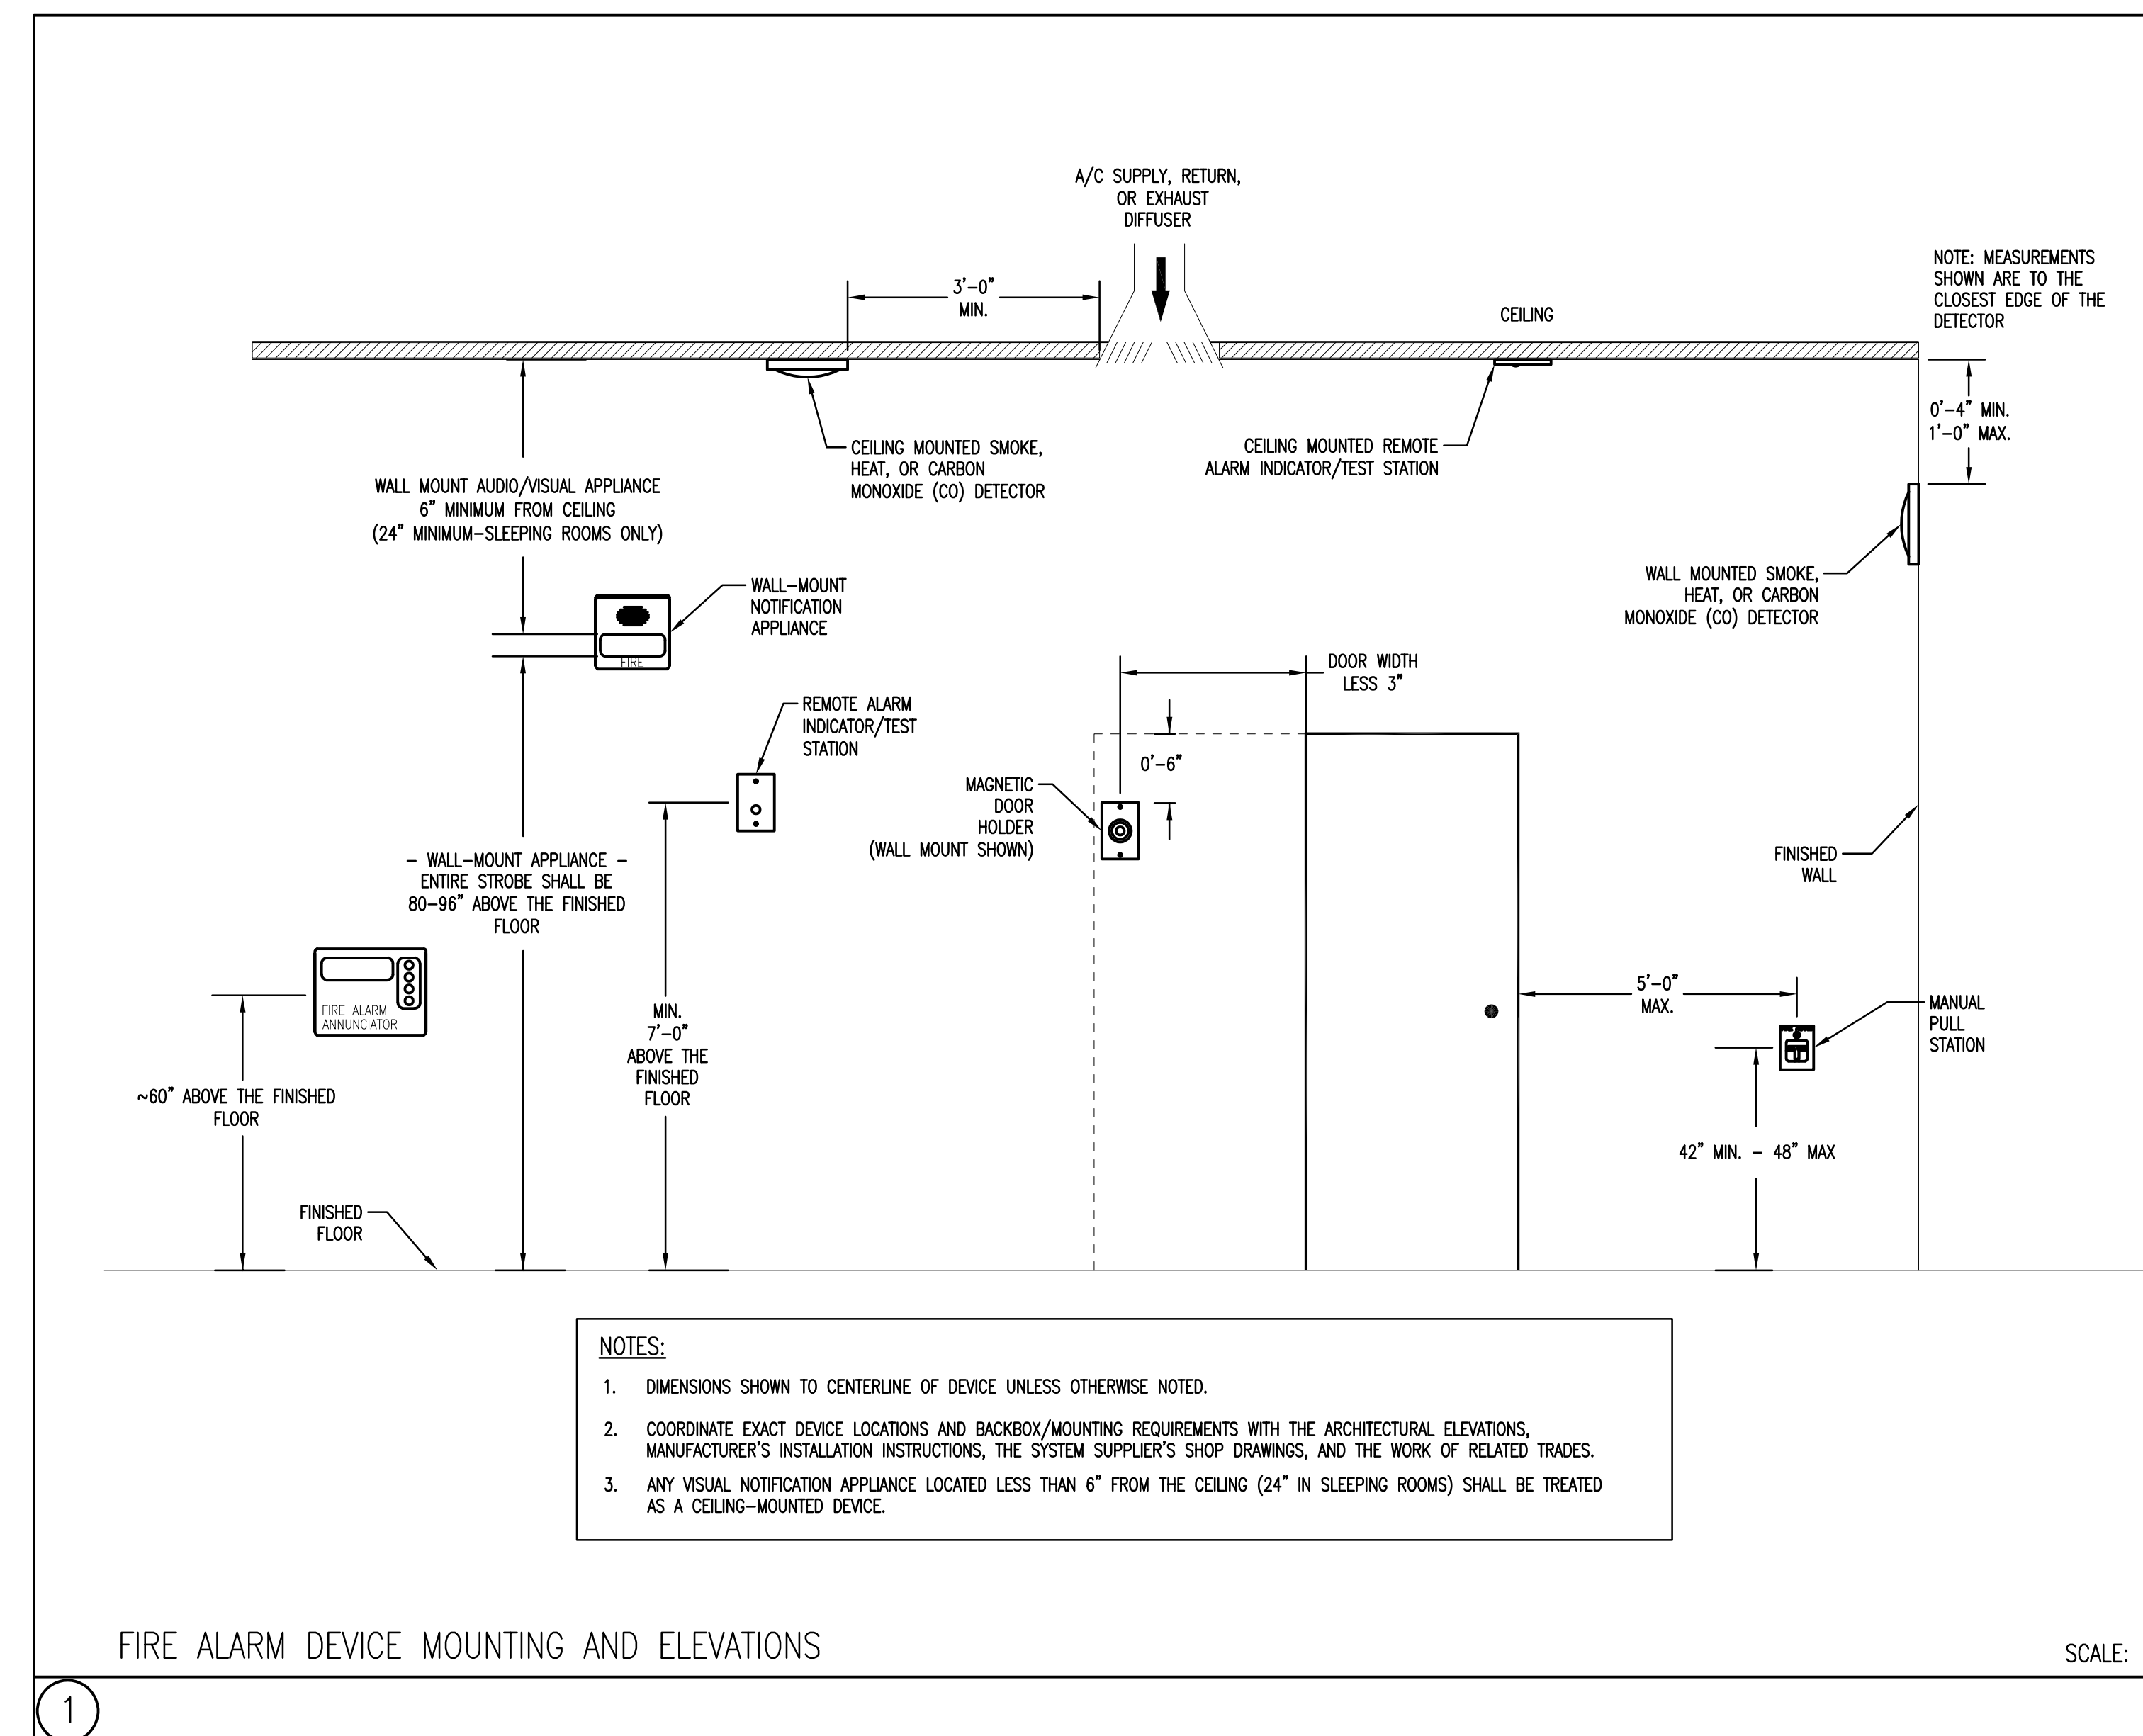 A/C SUPPLY, RETURN,
OR EXHAUST
DIFFUSER
NOTE: MEASUREMENTS
SHOWN ARE TO THE
CLOSEST EDGE OF THE
DETECTOR
3'-0"
MIN.
CEILING
0'-4" MIN.
1'-0" MAX.
CEILING MOUNTED SMOKE,
HEAT, OR CARBON
MONOXIDE (CO) DETECTOR
CEILING MOUNTED REMOTE
ALARM INDICATOR/TEST STATION
WALL MOUNT AUDIO/VISUAL APPLIANCE
6" MINIMUM FROM CEILING
(24" MINIMUM-SLEEPING ROOMS ONLY)
WALL-MOUNT
NOTIFICATION
APPLIANCE
FIRE
WALL MOUNTED SMOKE,
HEAT, OR CARBON
MONOXIDE (CO) DETECTOR
DOOR WIDTH
LESS 3"
REMOTE ALARM
INDICATOR/TEST
STATION
0'-6"
MAGNETIC
DOOR
HOLDER
(WALL MOUNT SHOWN)
- WALL-MOUNT APPLIANCE -
ENTIRE STROBE SHALL BE
80-96" ABOVE THE FINISHED
FLOOR
FINISHED
WALL
FIRE ALARM
ANNUNCIATOR
MIN.
7'-0"
ABOVE THE
FINISHED
FLOOR
5'-0"
MAX.
MANUAL
PULL
STATION
~60" ABOVE THE FINISHED
FLOOR
42" MIN. - 48" MAX
FINISHED
FLOOR
NOTES:
1. DIMENSIONS SHOWN TO CENTERLINE OF DEVICE UNLESS OTHERWISE NOTED.
2. COORDINATE EXACT DEVICE LOCATIONS AND BACKBOX/MOUNTING REQUIREMENTS WITH THE ARCHITECTURAL ELEVATIONS,
MANUFACTURER'S INSTALLATION INSTRUCTIONS, THE SYSTEM SUPPLIER'S SHOP DRAWINGS, AND THE WORK OF RELATED TRADES.
3. ANY VISUAL NOTIFICATION APPLIANCE LOCATED LESS THAN 6" FROM THE CEILING (24" IN SLEEPING ROOMS) SHALL BE TREATED
AS A CEILING-MOUNTED DEVICE.
FIRE ALARM DEVICE MOUNTING AND ELEVATIONS
SCALE:
1